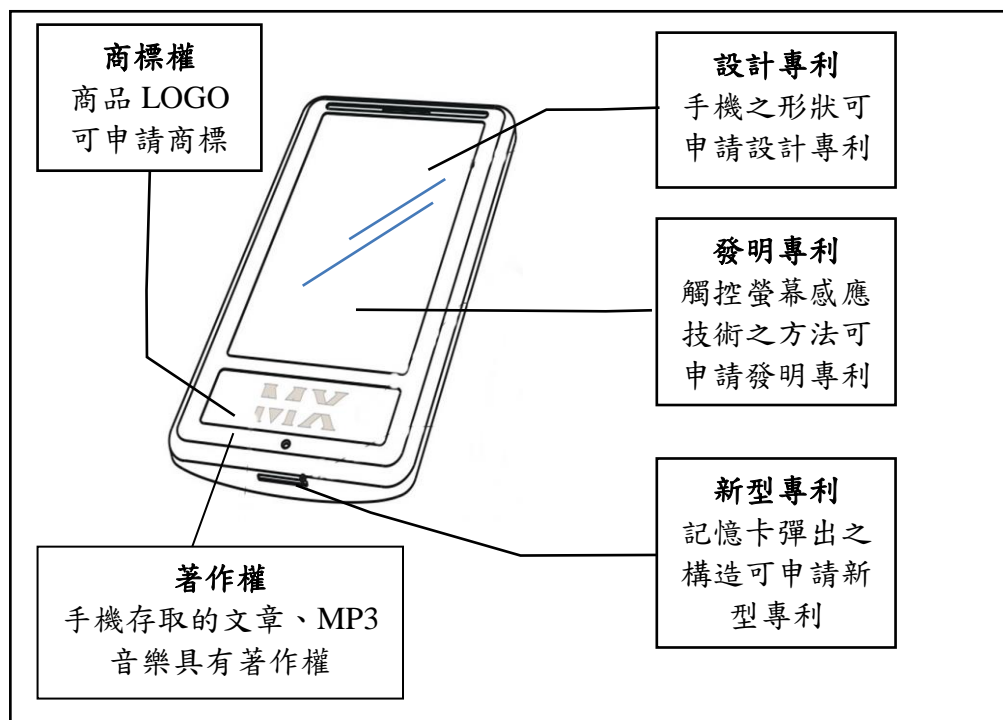 商標權
商品 LOGO
可申請商標
設計專利
手機之形狀可
申請設計專利
發明專利
觸控螢幕感應
技術之方法可
申請發明專利
新型專利
記憶卡彈出之
構造可申請新
型專利
著作權
手機存取的文章、MP3
音樂具有著作權